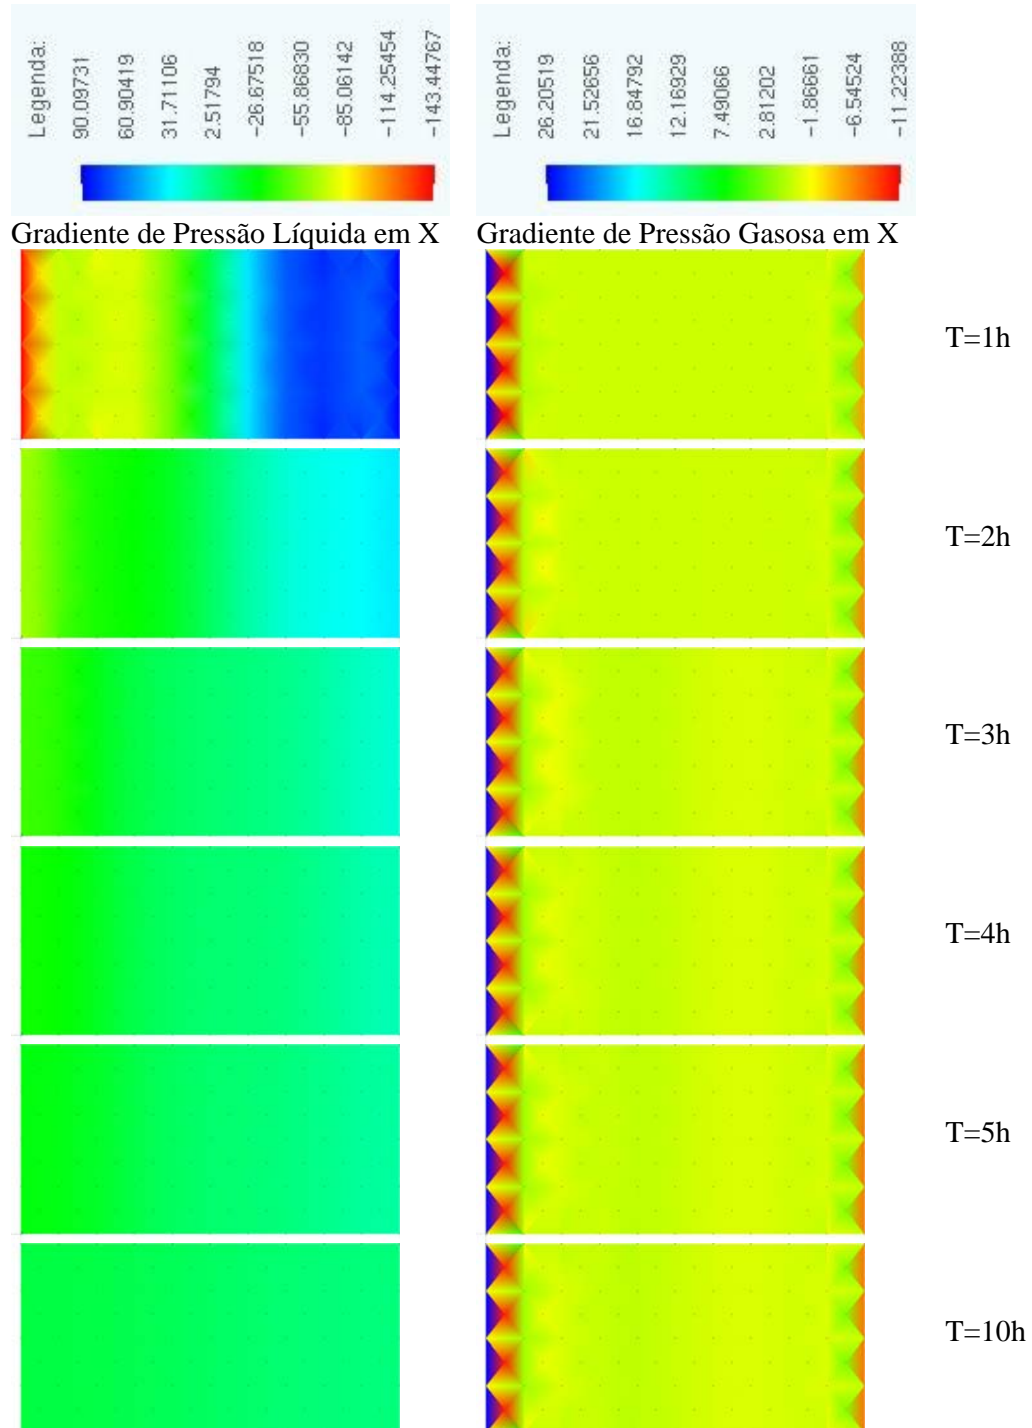 Legenda:
90.09731
60.90419
31.71106
2.51794
-26.67518
-55.86830
-85.06142
-114.25454
-143.44767
Legenda:
26.20519
21.52656
16.84792
12.16929
7.49066
2.81202
-1.86661
-6.54524
-11.22388
Gradiente de Pressão Líquida em X
Gradiente de Pressão Gasosa em X
T=1h
T=2h
T=3h
T=4h
T=5h
T=10h